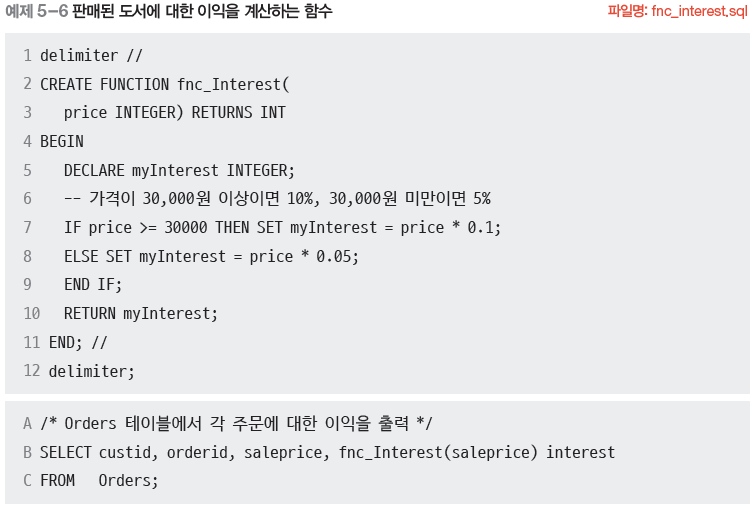 예제 5-6 판매된 도서에 대한 이익을 계산하는 함수 파일명: fnc_interest.sql
1 delimiter //
2 CREATE FUNCTION fnc_Interest(
3 price INTEGER) RETURNS INT
4 BEGIN
5 DECLARE myInterest INTEGER;
6 -- 가격이 30,000원 이상이면 10%, 30,000원 미만이면 5%
7 IF price >= 30000 THEN SET myInterest = price * 0.1;
8 ELSE SET myInterest = price * 0.05;
9 END IF;
10 RETURN myInterest;
11 END; //
12 delimiter;
A /* Orders 테이블에서 각 주문에 대한 이익을 출력 */
B SELECT custid, orderid, saleprice, fnc_Interest(saleprice) interest
C FROM Orders;